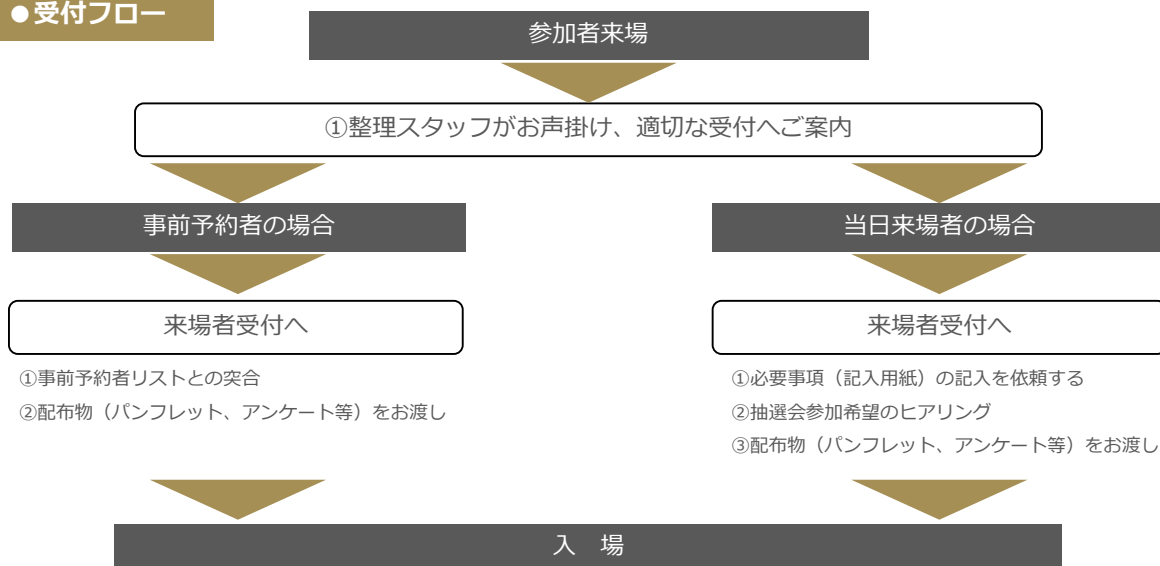 ●受付フロー
参加者来場
①整理スタッフがお声掛け、適切な受付へご案内
事前予約者の場合
来場者受付へ
①事前予約者リストとの突合
②配布物（パンフレット、アンケート等）をお渡し
当日来場者の場合
来場者受付へ
①必要事項（記入用紙）の記入を依頼する
②抽選会参加希望のヒアリング
③配布物（パンフレット、アンケート等）をお渡し
入　場